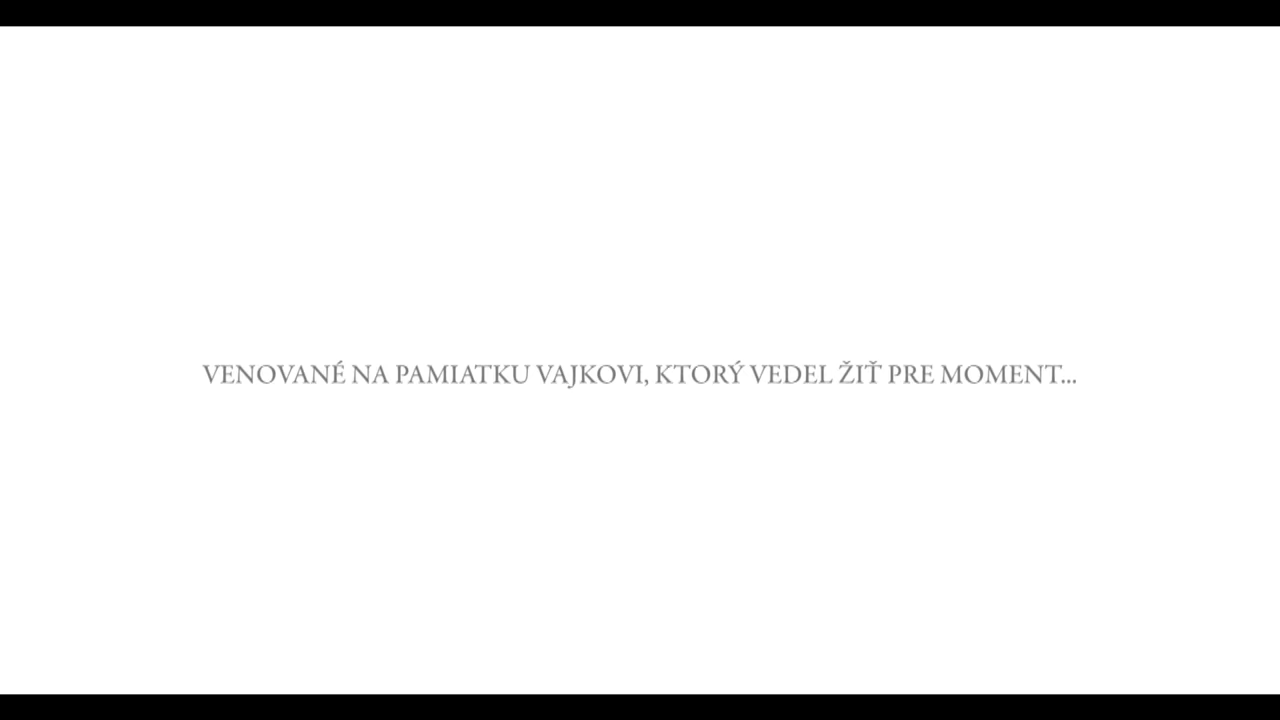 VENOVANÉ NA PAMIATKU VAJKOVI, KTORÝ VEDEL ŽIŤ PRE MOMENT...